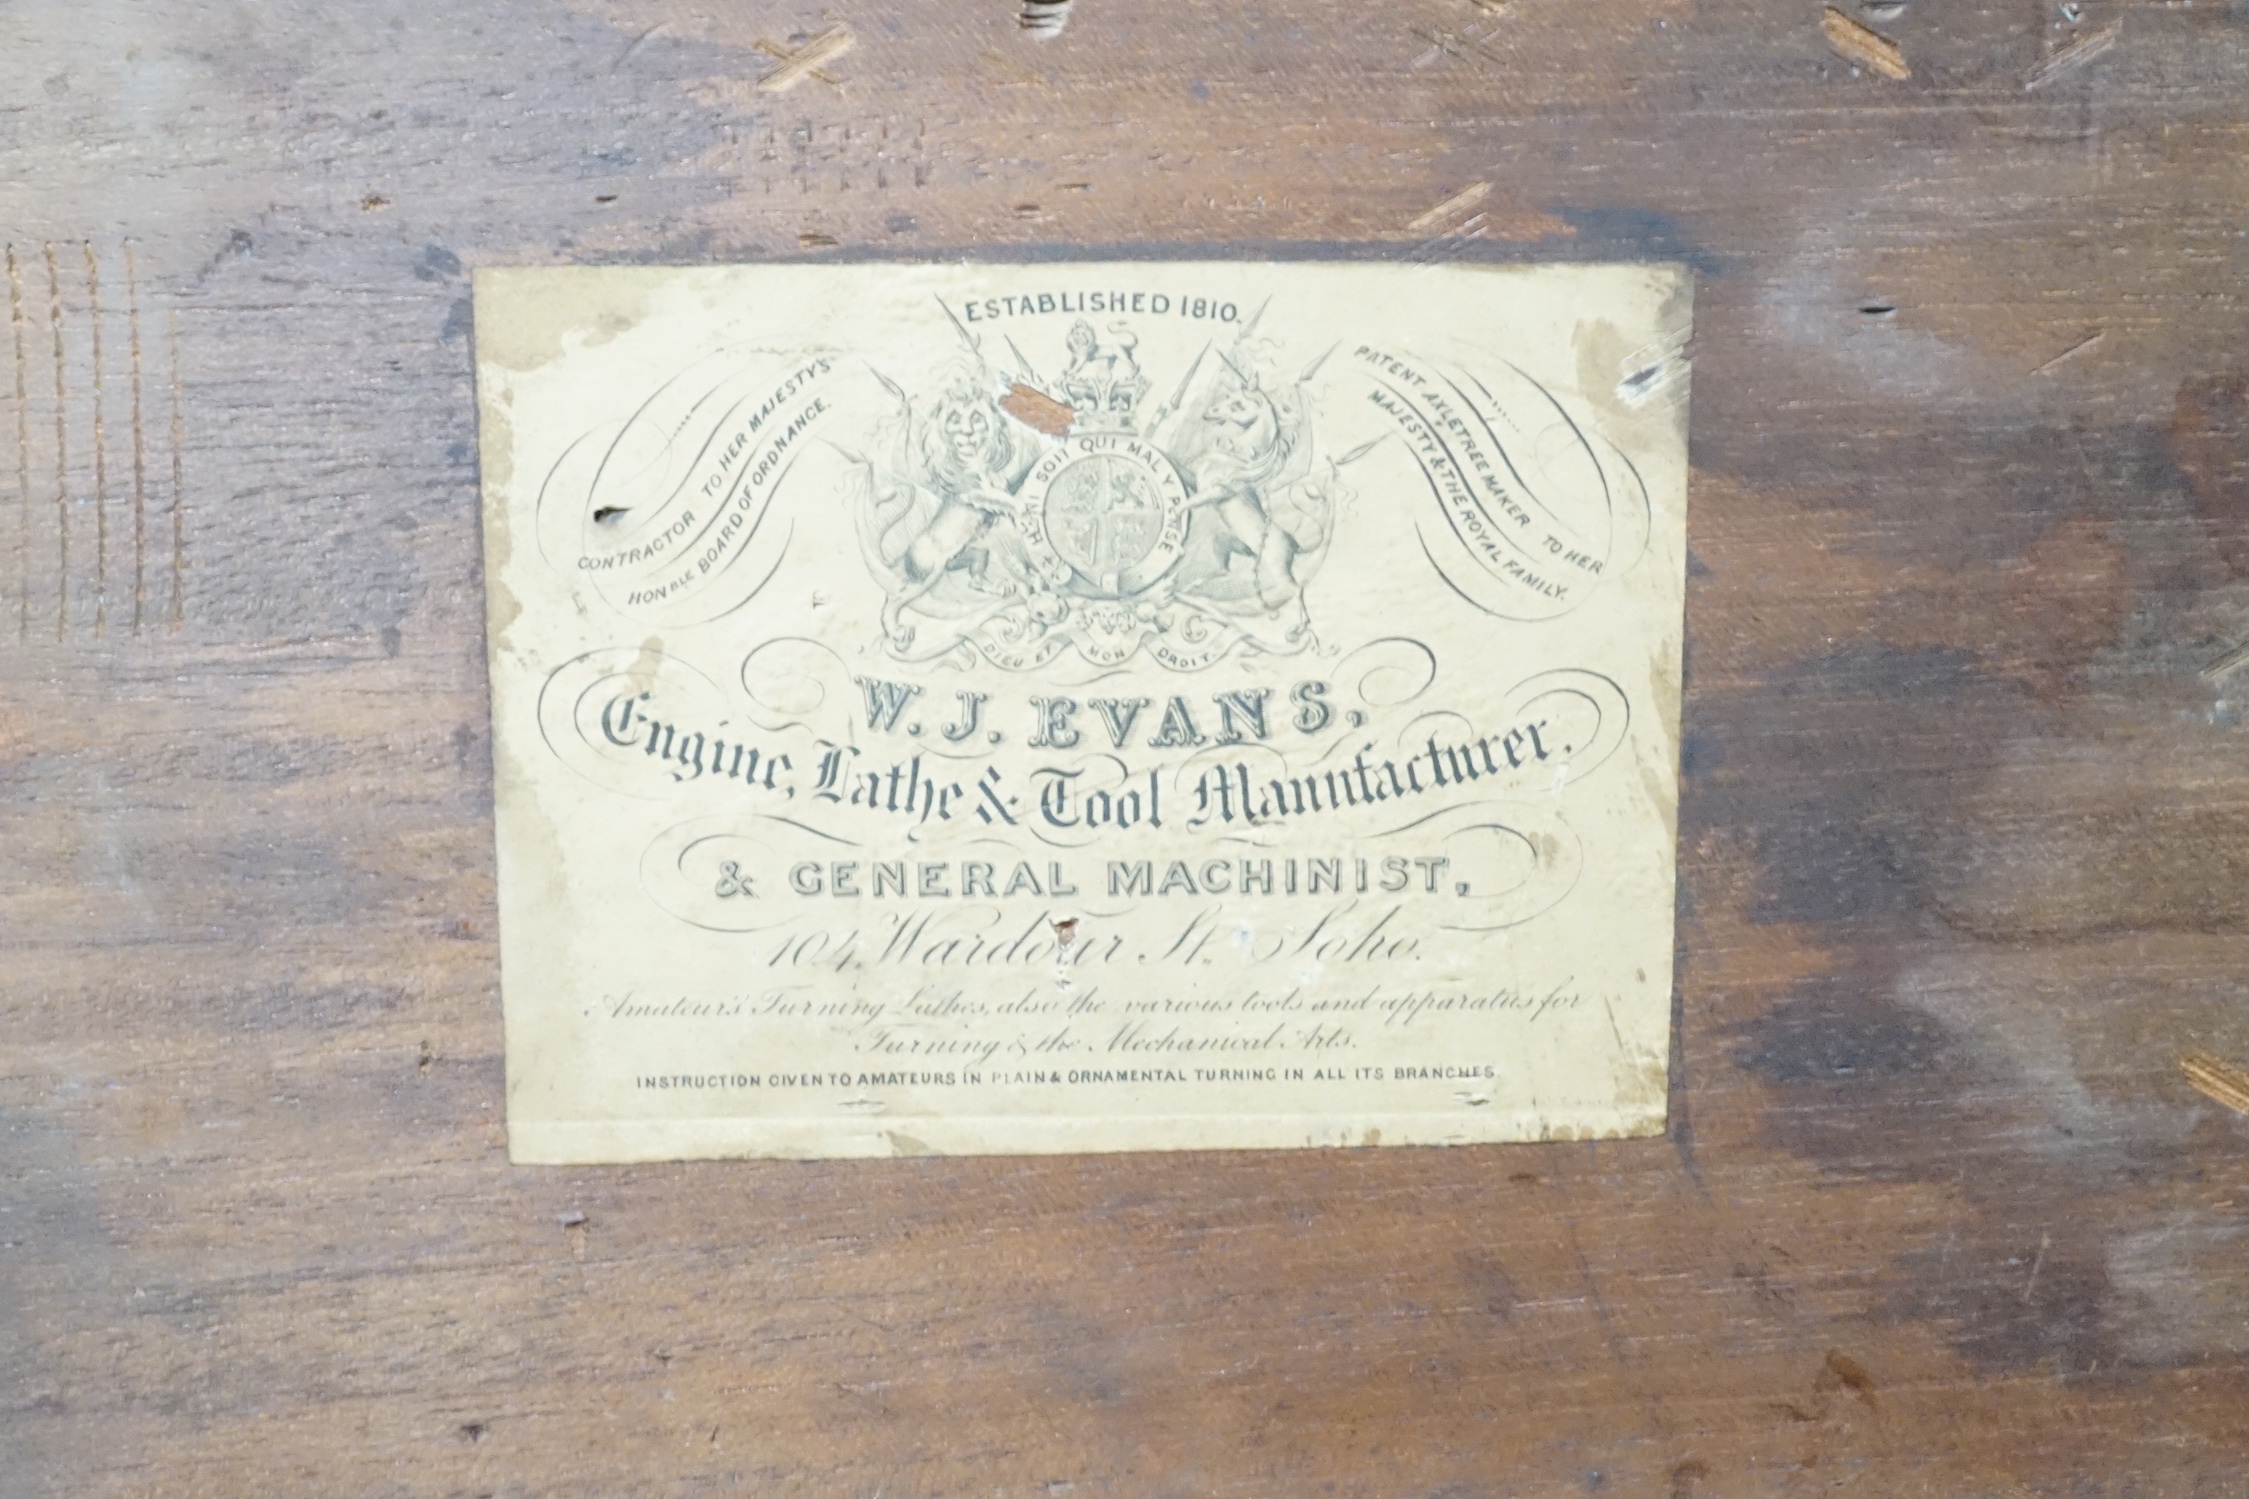 ESTABLISHED 1810.
CONTRACTOR TO HER MAJESTY'S
HONBLE BOARD OF ORDNANCE.
PATENT AXLETREE MAKER TO HER
MAJESTY & THE ROYAL FAMILY.
HONI SOIT QUI MAL Y PENSE
DIEU ET MON DROIT.
W. J. EVANS,
Engine, Lathe & Tool Manufacturer.
& GENERAL MACHINIST,
104, Wardour St. Soho.
Amateur's Turning Lathes, also the various tools and apparatus for
Turning & the Mechanical Arts.
INSTRUCTION GIVEN TO AMATEURS IN PLAIN & ORNAMENTAL TURNING IN ALL ITS BRANCHES.